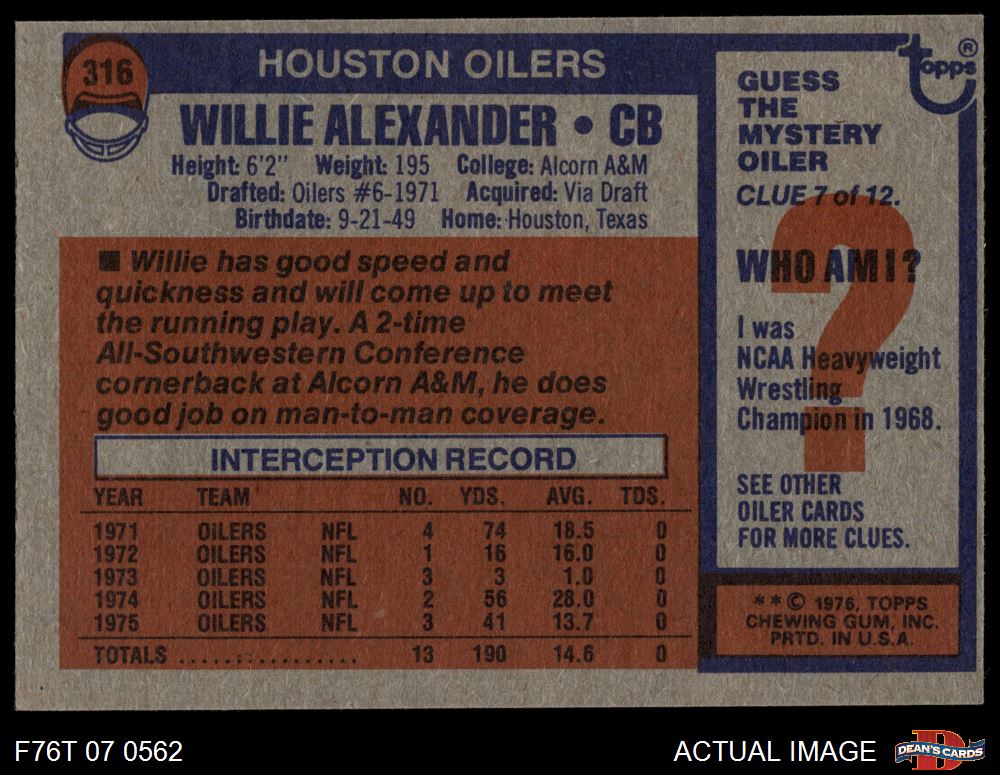 316
HOUSTON OILERS
WILLIE ALEXANDER • CB
Height: 6'2" Weight: 195 College: Alcorn A&M
Drafted: Oilers #6-1971 Acquired: Via Draft
Birthdate: 9-21-49 Home: Houston, Texas
■ Willie has good speed and
quickness and will come up to meet
the running play. A 2-time
All-Southwestern Conference
cornerback at Alcorn A&M, he does
good job on man-to-man coverage.
INTERCEPTION RECORD
YEAR TEAM NO. YDS. AVG. TDS.
1971 OILERS NFL 4 74 18.5 0
1972 OILERS NFL 1 16 16.0 0
1973 OILERS NFL 3 3 1.0 0
1974 OILERS NFL 2 56 28.0 0
1975 OILERS NFL 3 41 13.7 0
TOTALS .................. 13 190 14.6 0
topps ®
GUESS
THE
MYSTERY
OILER
CLUE 7 of 12.
?
WHO AM I?
I was
NCAA Heavyweight
Wrestling
Champion in 1968.
SEE OTHER
OILER CARDS
FOR MORE CLUES.
** © 1976, TOPPS
CHEWING GUM, INC.
PRTD. IN U.S.A.
F76T 07 0562
ACTUAL IMAGE
D
DEAN'S CARDS